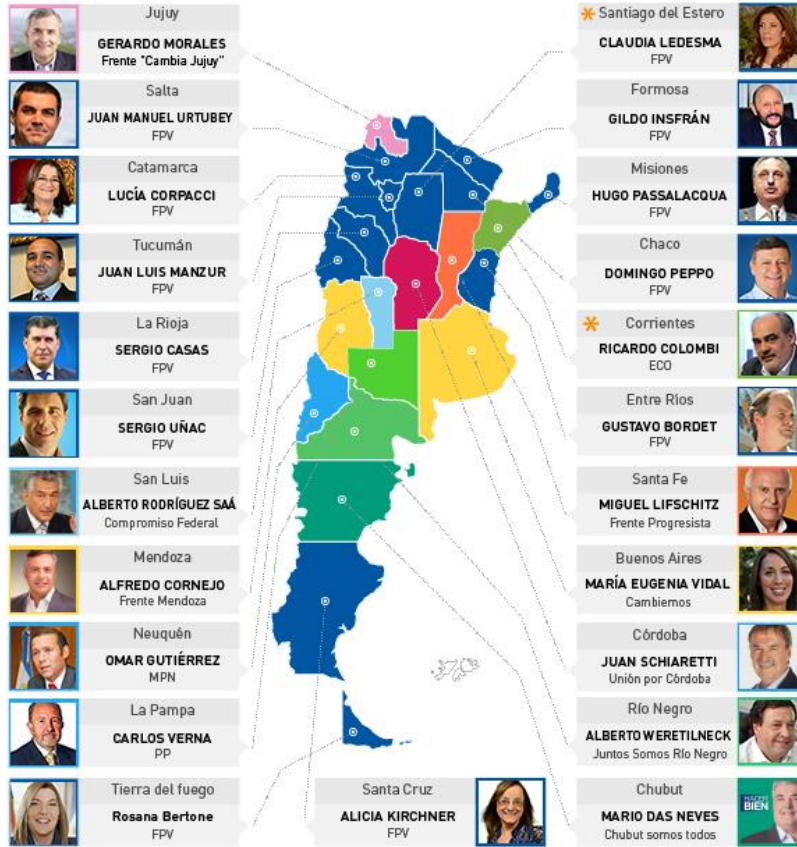 Jujuy
GERARDO MORALES
Frente "Cambia Jujuy"
Salta
JUAN MANUEL URTUBEY
FPV
Catamarca
LUCÍA CORPACCI
FPV
Tucumán
JUAN LUIS MANZUR
FPV
La Rioja
SERGIO CASAS
FPV
San Juan
SERGIO UÑAC
FPV
San Luis
ALBERTO RODRÍGUEZ SAÁ
Compromiso Federal
Mendoza
ALFREDO CORNEJO
Frente Mendoza
Neuquén
OMAR GUTIÉRREZ
MPN
La Pampa
CARLOS VERNA
PP
Tierra del fuego
Rosana Bertone
FPV
Santa Cruz
ALICIA KIRCHNER
FPV
Santiago del Estero
CLAUDIA LEDESMA
FPV
Formosa
GILDO INSFRÁN
FPV
Misiones
HUGO PASSALACQUA
FPV
Chaco
DOMINGO PEPPO
FPV
Corrientes
RICARDO COLOMBI
ECO
Entre Ríos
GUSTAVO BORDET
FPV
Santa Fe
MIGUEL LIFSCHITZ
Frente Progresista
Buenos Aires
MARÍA EUGENIA VIDAL
Cambiemos
Córdoba
JUAN SCHIARETTI
Unión por Córdoba
Río Negro
ALBERTO WERETILNECK
Juntos Somos Río Negro
Chubut
MARIO DAS NEVES
Chubut somos todos
HACER
BIEN